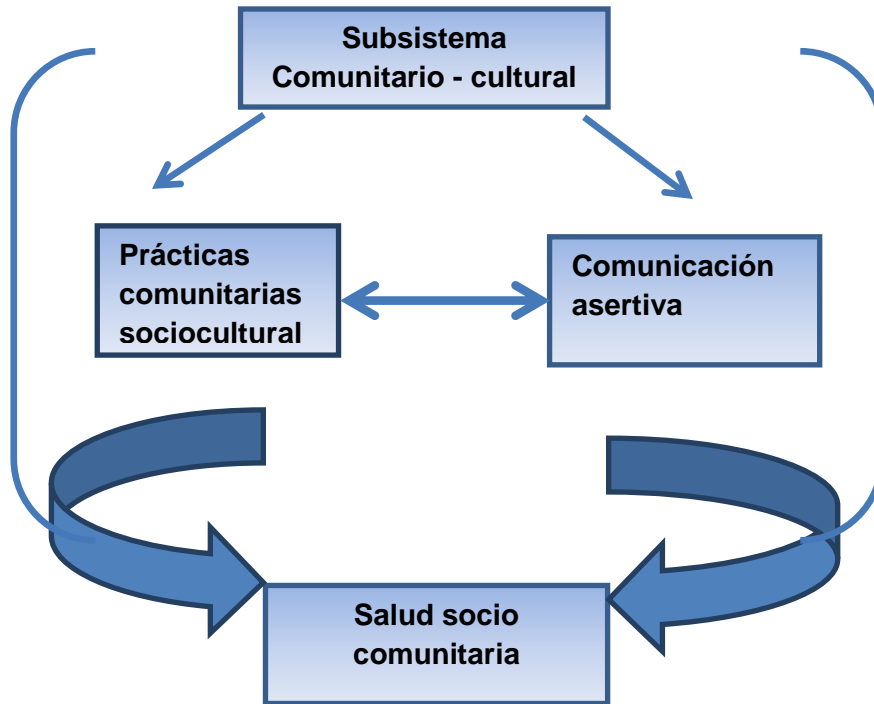 Subsistema
Comunitario - cultural
Prácticas
comunitarias
sociocultural
Comunicación
asertiva
Salud socio
comunitaria